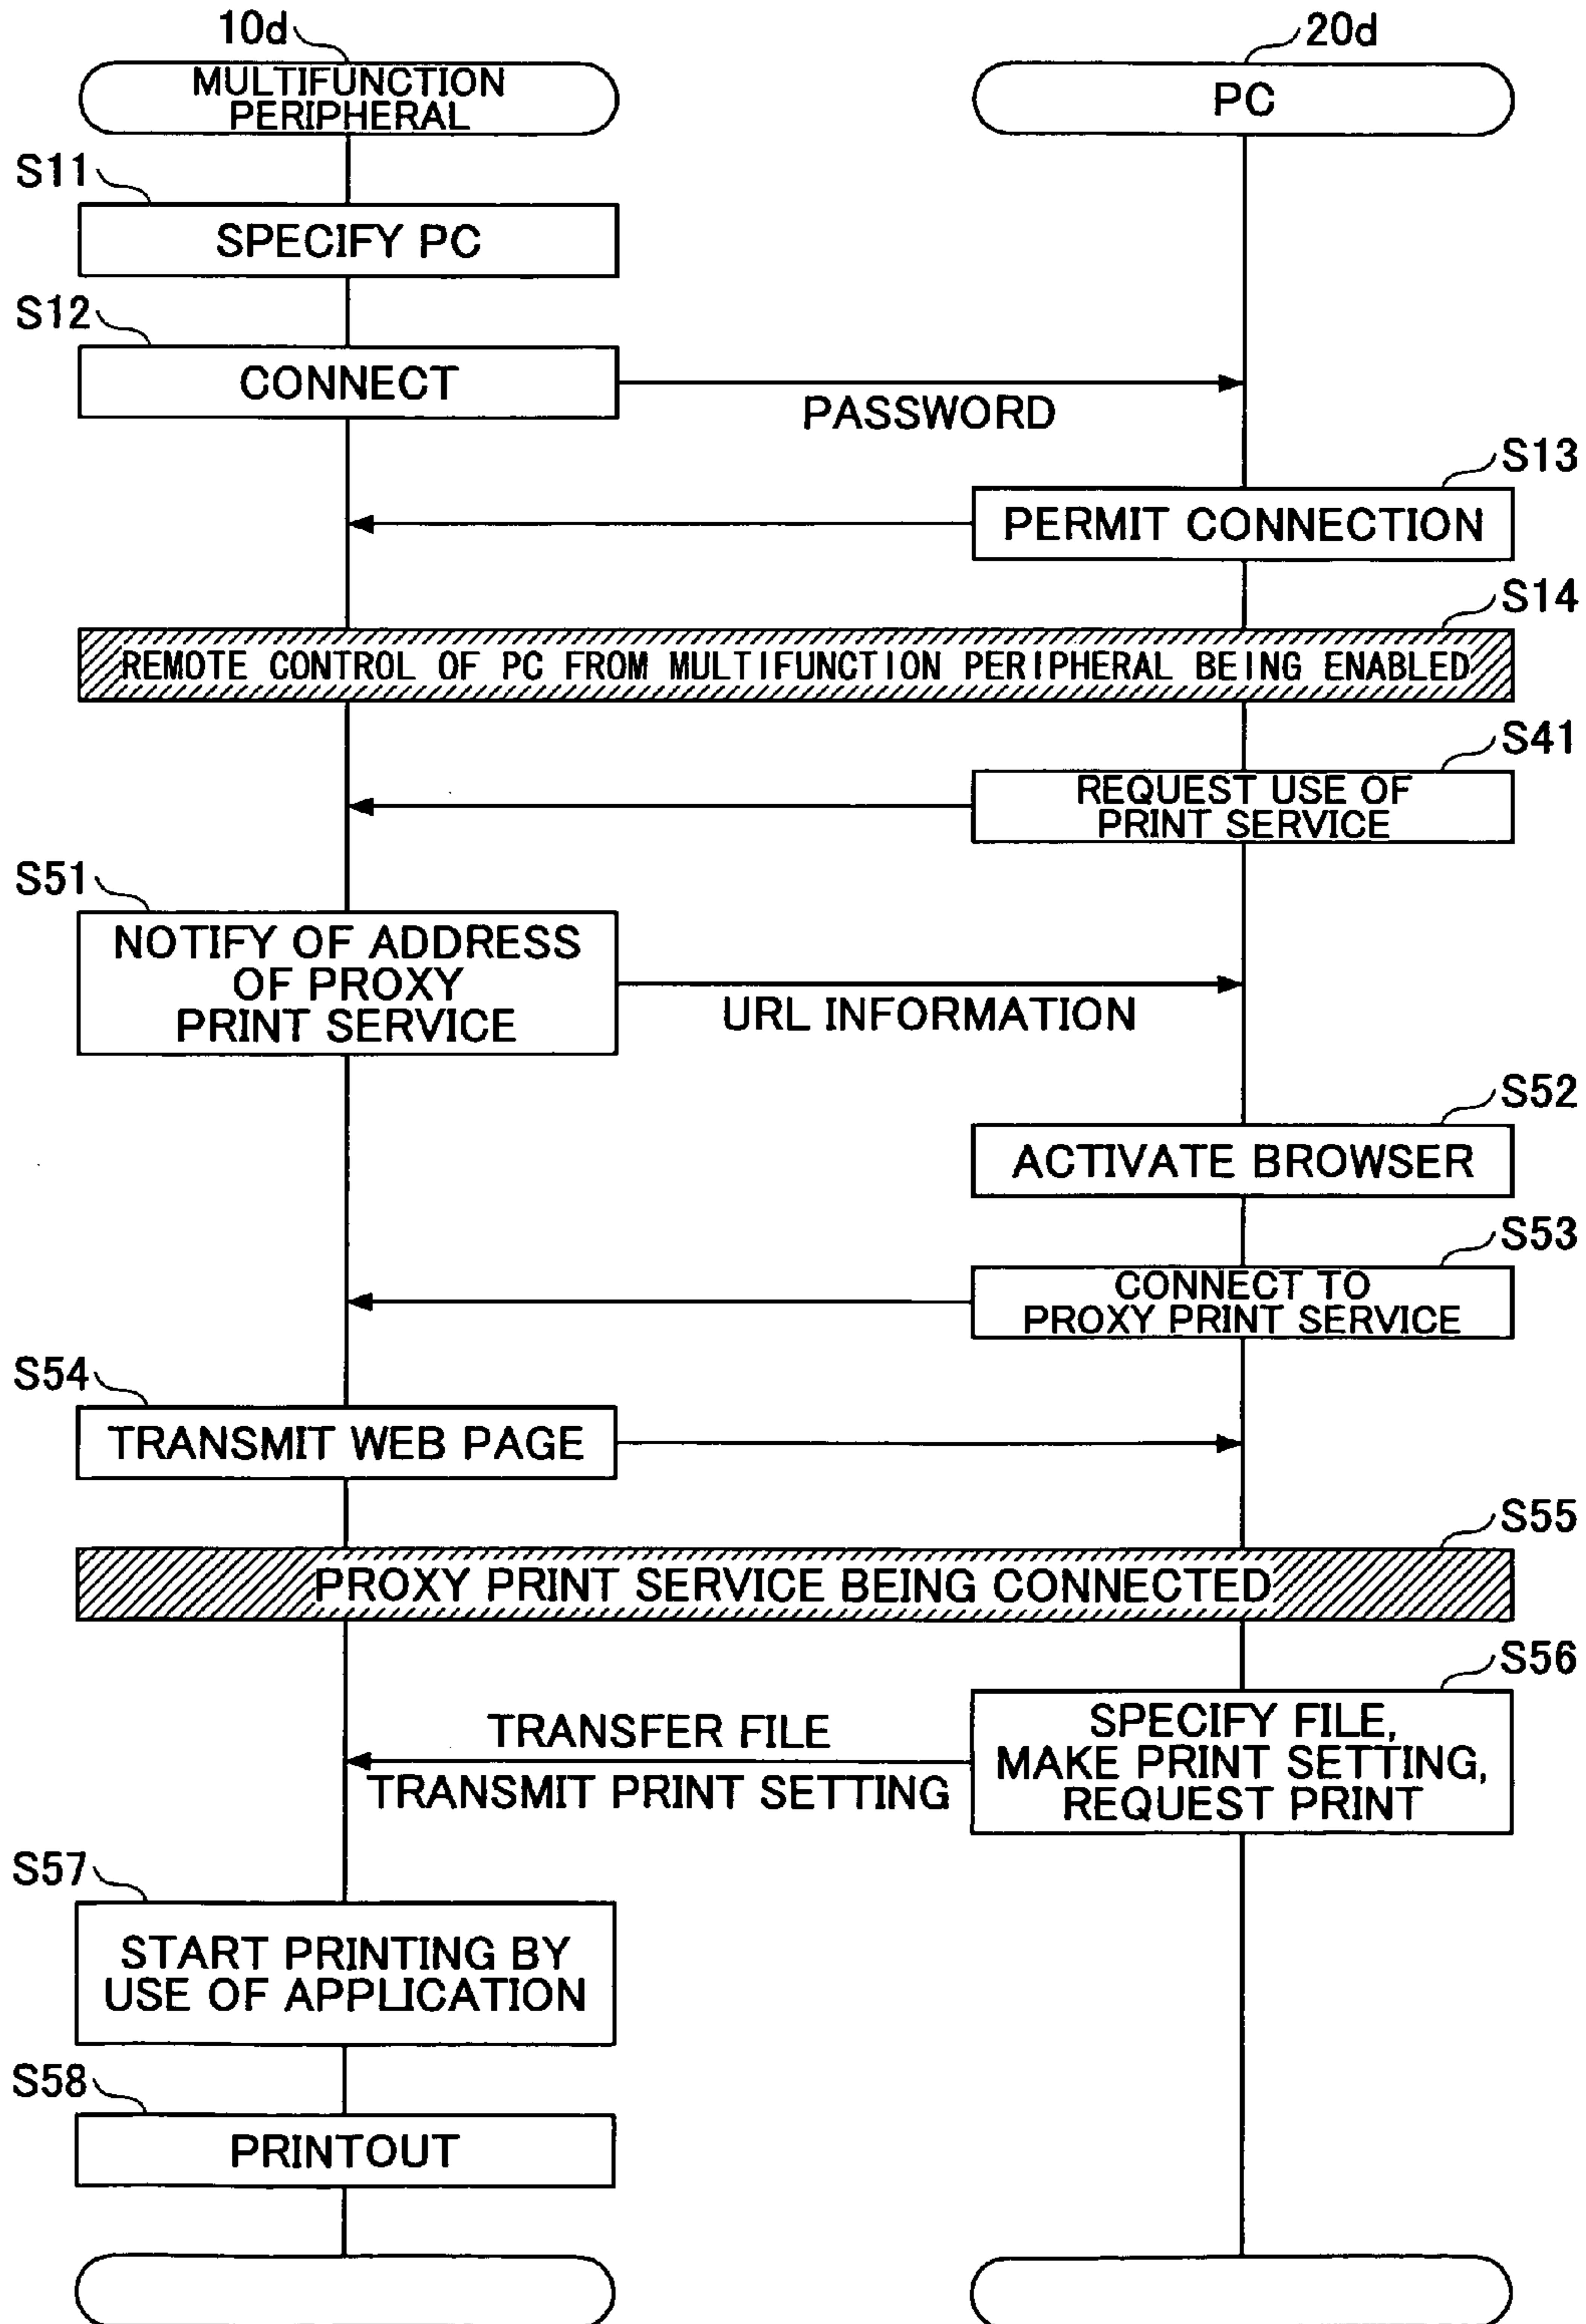 10d
20d
MULTIFUNCTION
PERIPHERAL
PC
S11
SPECIFY PC
S12
CONNECT
PASSWORD
S13
PERMIT CONNECTION
S14
REMOTE CONTROL OF PC FROM MULTIFUNCTION PERIPHERAL BEING ENABLED
S41
REQUEST USE OF
PRINT SERVICE
S51
NOTIFY OF ADDRESS
OF PROXY
PRINT SERVICE
URL INFORMATION
S52
ACTIVATE BROWSER
S53
CONNECT TO
PROXY PRINT SERVICE
S54
TRANSMIT WEB PAGE
S55
PROXY PRINT SERVICE BEING CONNECTED
S56
SPECIFY FILE,
MAKE PRINT SETTING,
REQUEST PRINT
TRANSFER FILE
TRANSMIT PRINT SETTING
S57
START PRINTING BY
USE OF APPLICATION
S58
PRINTOUT